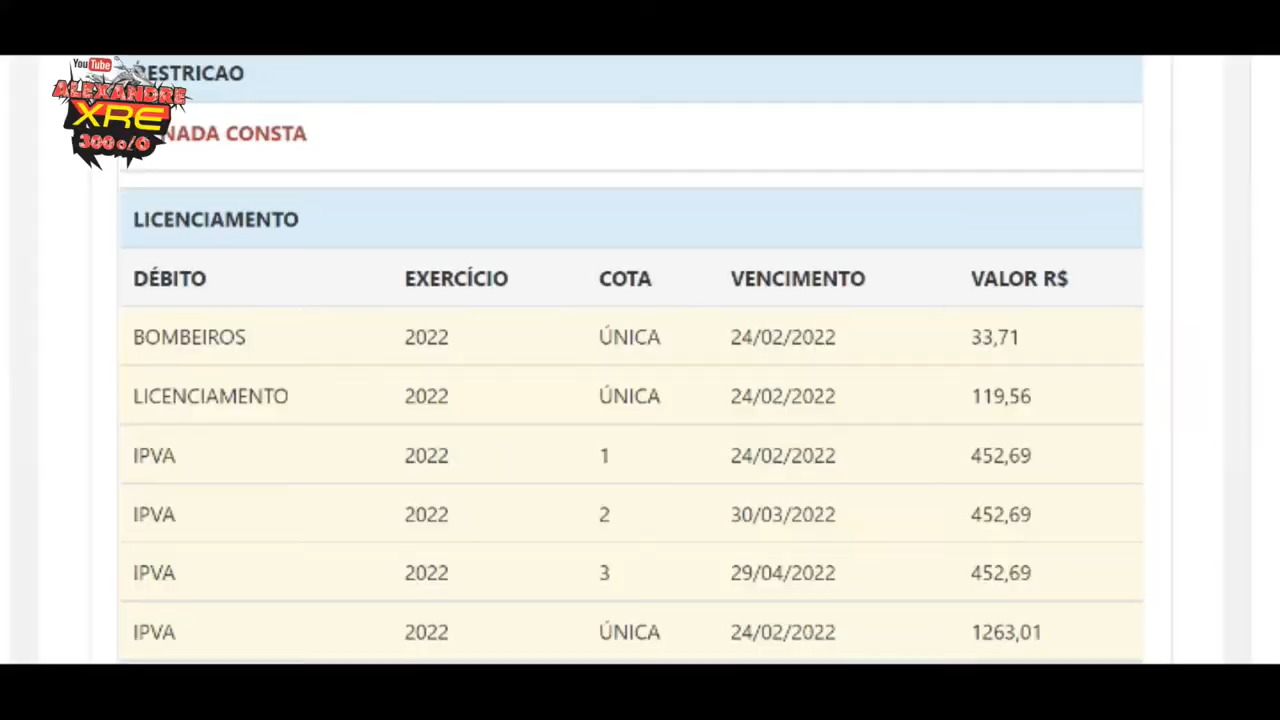 YouTube
ALEXANDRE
XRE
300º/0
RESTRICAO
NADA CONSTA
LICENCIAMENTO
DÉBITO EXERCÍCIO COTA VENCIMENTO VALOR R$
BOMBEIROS 2022 ÚNICA 24/02/2022 33,71
LICENCIAMENTO 2022 ÚNICA 24/02/2022 119,56
IPVA 2022 1 24/02/2022 452,69
IPVA 2022 2 30/03/2022 452,69
IPVA 2022 3 29/04/2022 452,69
IPVA 2022 ÚNICA 24/02/2022 1263,01